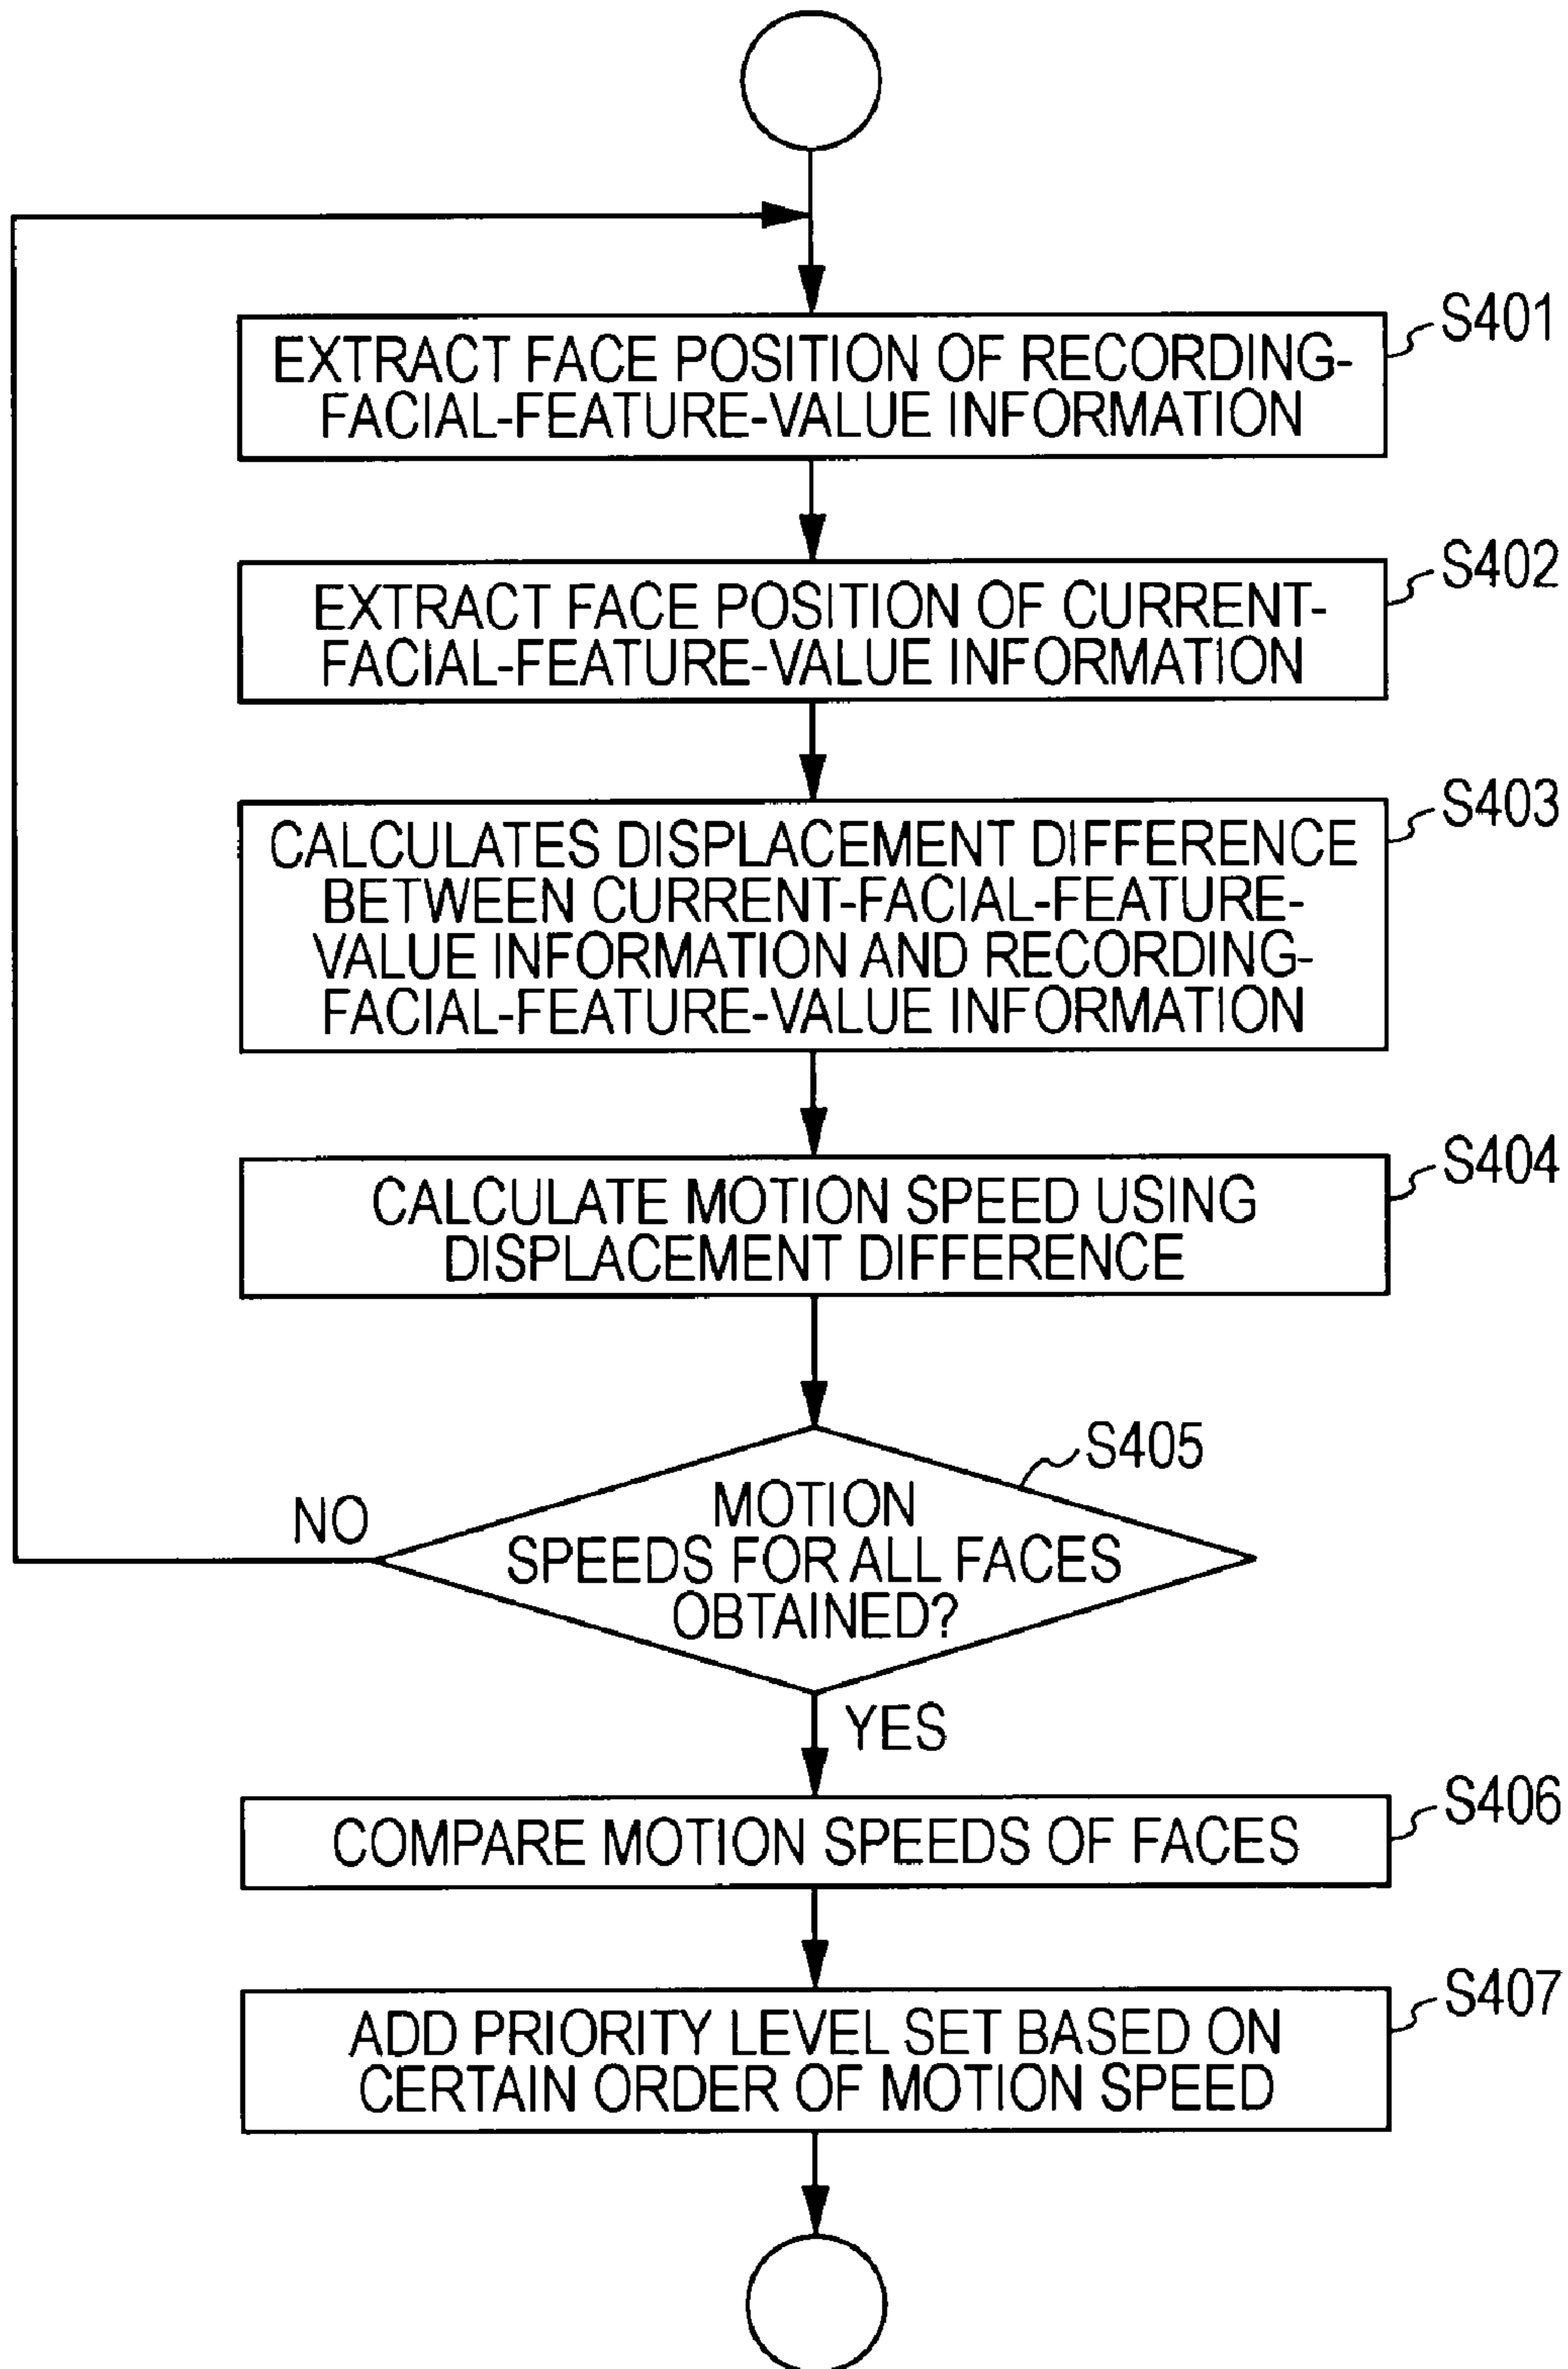 S401
EXTRACT FACE POSITION OF RECORDING-
FACIAL-FEATURE-VALUE INFORMATION
S402
EXTRACT FACE POSITION OF CURRENT-
FACIAL-FEATURE-VALUE INFORMATION
S403
CALCULATES DISPLACEMENT DIFFERENCE
BETWEEN CURRENT-FACIAL-FEATURE-
VALUE INFORMATION AND RECORDING-
FACIAL-FEATURE-VALUE INFORMATION
S404
CALCULATE MOTION SPEED USING
DISPLACEMENT DIFFERENCE
S405
NO
MOTION
SPEEDS FOR ALL FACES
OBTAINED?
YES
S406
COMPARE MOTION SPEEDS OF FACES
S407
ADD PRIORITY LEVEL SET BASED ON
CERTAIN ORDER OF MOTION SPEED